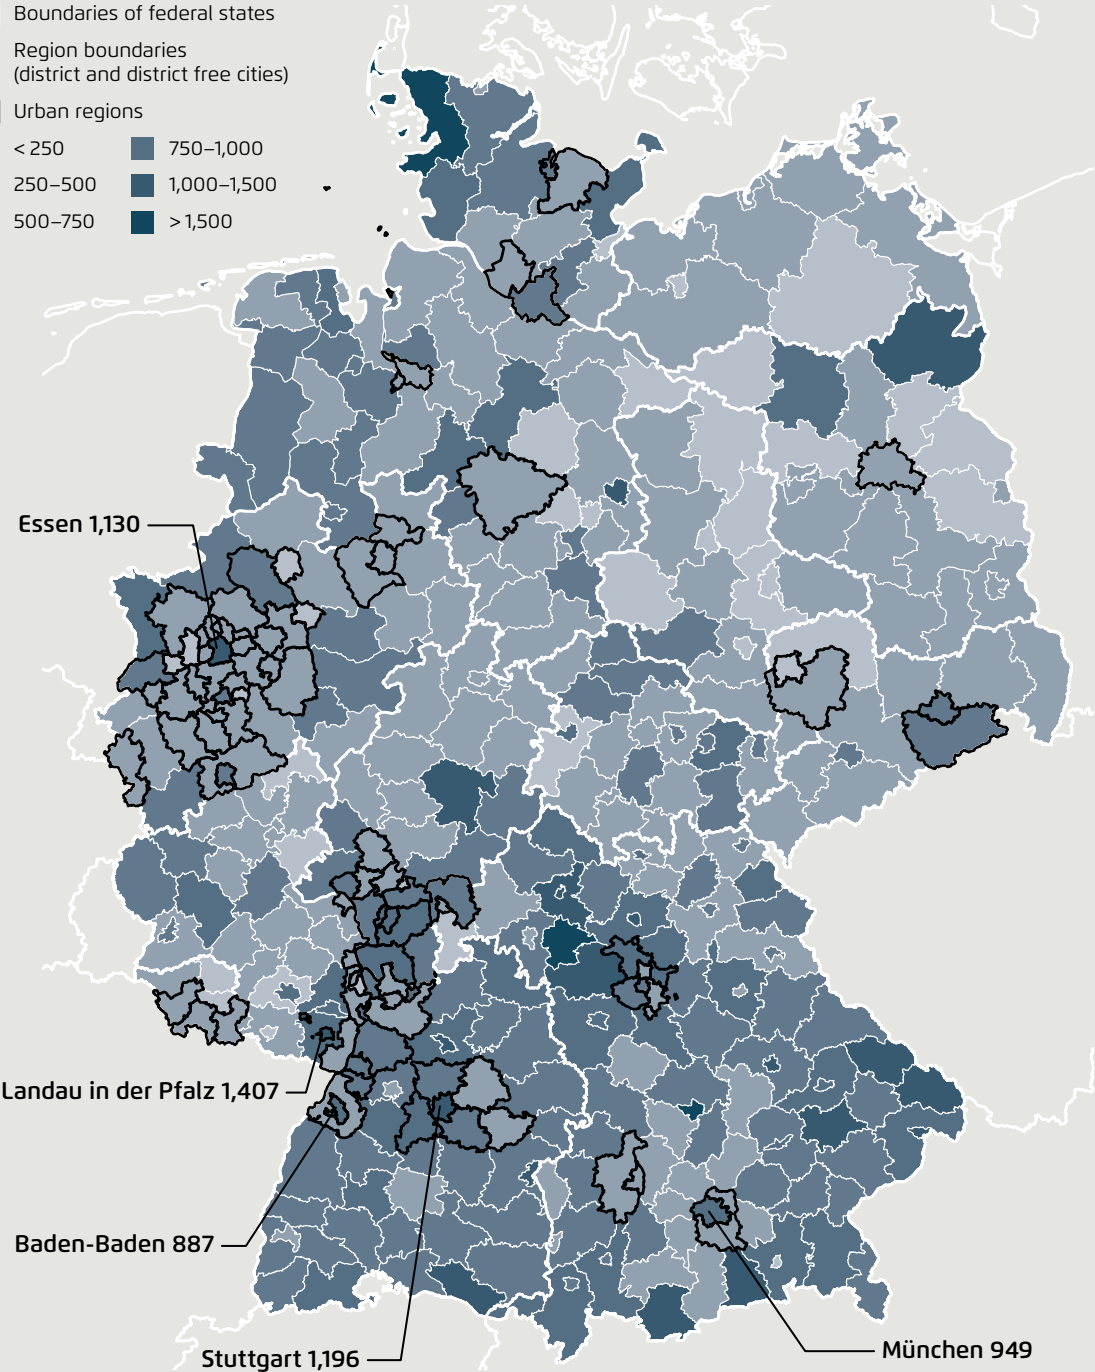 Boundaries of federal states
Region boundaries
(district and district free cities)
Urban regions
< 250
750–1,000
250–500
1,000–1,500
500–750
> 1,500
Essen 1,130
Landau in der Pfalz 1,407
Baden-Baden 887
Stuttgart 1,196
München 949